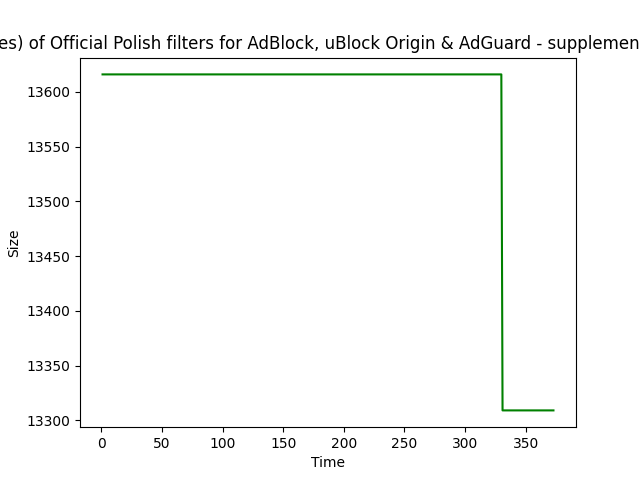 es) of Official Polish filters for AdBlock, uBlock Origin & AdGuard - supplemen
13600
13550
13500
13450
13400
13350
13300
Size
0 50 100 150 200 250 300 350
Time